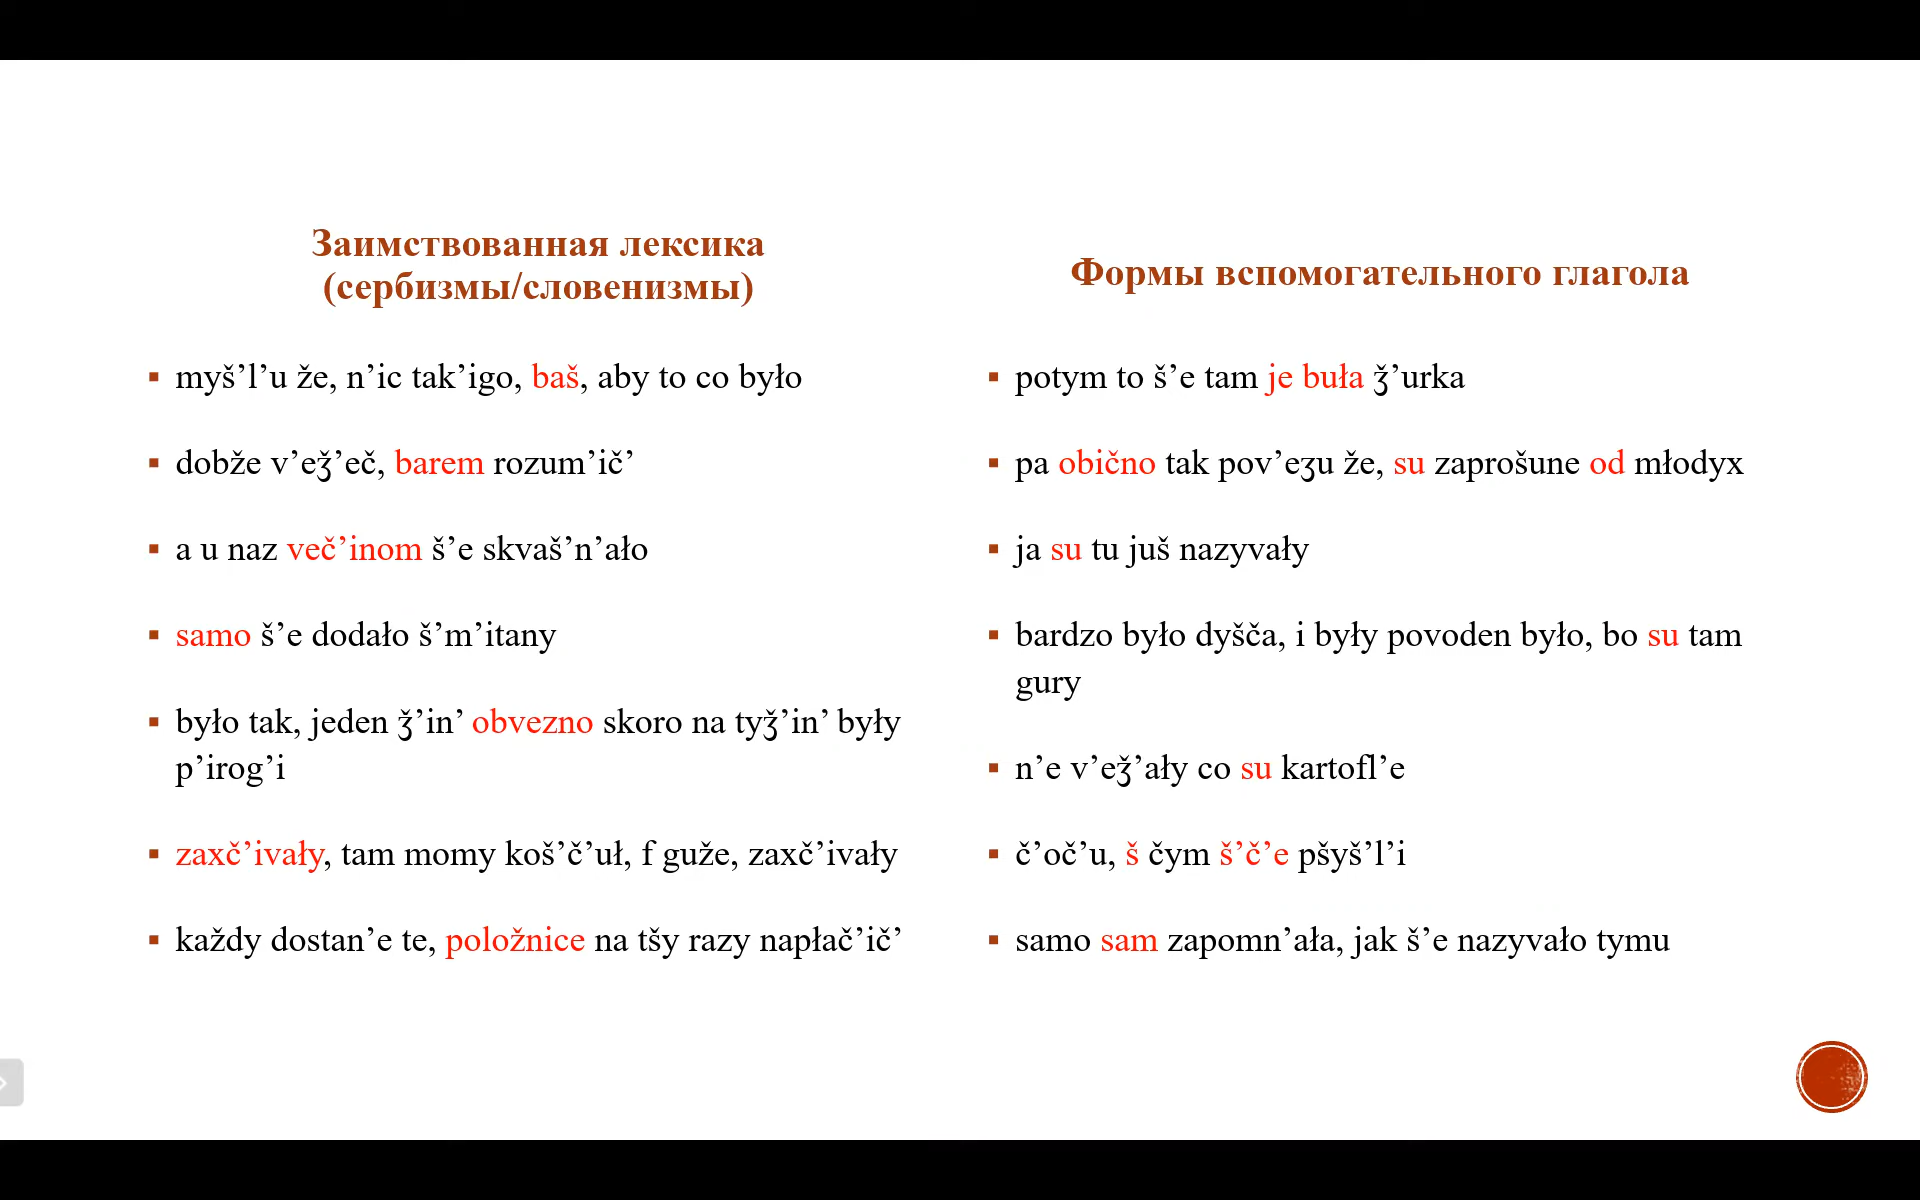 Заимствованная лексика
(сербизмы/словенизмы)
▪ myš’l’u že, n’ic tak’igo, baš, aby to co było
▪ dobže v’eǯ’eč, barem rozum’ič’
▪ a u naz več’inom š’e skvaš’n’ało
▪ samo š’e dodało š’m’itany
▪ było tak, jeden ǯ’in’ obvezno skoro na tyǯ’in’ były
p’irog’i
▪ zaxč’ivały, tam momy koš’č’uł, f guže, zaxč’ivały
▪ každy dostan’e te, položnice na tšy razy napłač’ič’
Формы вспомогательного глагола
▪ potym to š’e tam je buła ǯ’urka
▪ pa obično tak pov’eʒu že, su zaprošune od młodyx
▪ ja su tu juš nazyvały
▪ bardzo było dyšča, i były povoden było, bo su tam
gury
▪ n’e v’eǯ’ały co su kartofl’e
▪ č’oč’u, š čym š’č’e pšyš’l’i
▪ samo sam zapomn’ała, jak š’e nazyvało tymu